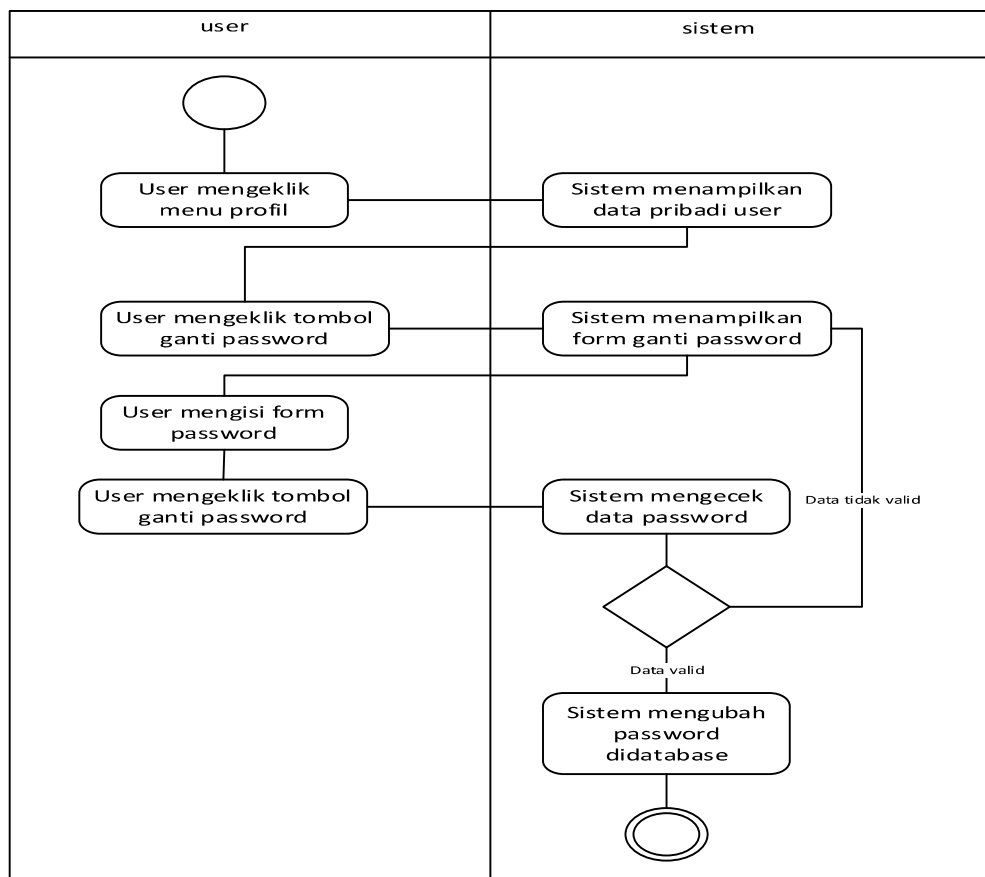 user
sistem
User mengeklik
menu profil
Sistem menampilkan
data pribadi user
User mengeklik tombol
ganti password
Sistem menampilkan
form ganti password
User mengisi form
password
User mengeklik tombol
ganti password
Sistem mengecek
data password
Data tidak valid
Data valid
Sistem mengubah
password
didatabase